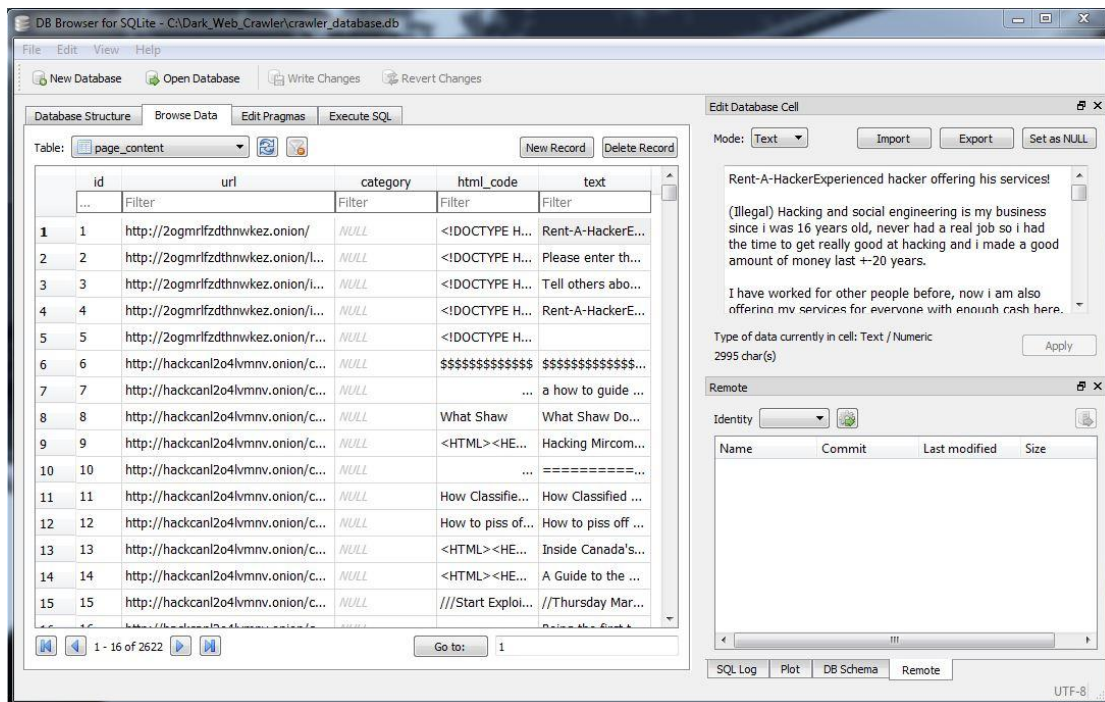 DB Browser for SQLite - C:\Dark_Web_Crawler\crawler_database.db
File Edit View Help
New Database Open Database Write Changes Revert Changes
Database Structure Browse Data Edit Pragmas Execute SQL
Table: page_content New Record Delete Record
id url category html_code text
... Filter Filter Filter Filter
1 1 http://2ogmrlfzdthnwkez.onion/ NULL <!DOCTYPE H... Rent-A-HackerE...
2 2 http://2ogmrlfzdthnwkez.onion/l... NULL <!DOCTYPE H... Please enter th...
3 3 http://2ogmrlfzdthnwkez.onion/i... NULL <!DOCTYPE H... Tell others abo...
4 4 http://2ogmrlfzdthnwkez.onion/i... NULL <!DOCTYPE H... Rent-A-HackerE...
5 5 http://2ogmrlfzdthnwkez.onion/r... NULL <!DOCTYPE H...
6 6 http://hackcanl2o4lvmnv.onion/c... NULL $$$$$$$$$$$$$ $$$$$$$$$$$$$...
7 7 http://hackcanl2o4lvmnv.onion/c... NULL ... a how to guide ...
8 8 http://hackcanl2o4lvmnv.onion/c... NULL What Shaw What Shaw Do...
9 9 http://hackcanl2o4lvmnv.onion/c... NULL <HTML><HE... Hacking Mircom...
10 10 http://hackcanl2o4lvmnv.onion/c... NULL ... ==========...
11 11 http://hackcanl2o4lvmnv.onion/c... NULL How Classifie... How Classified ...
12 12 http://hackcanl2o4lvmnv.onion/c... NULL How to piss of... How to piss off ...
13 13 http://hackcanl2o4lvmnv.onion/c... NULL <HTML><HE... Inside Canada's...
14 14 http://hackcanl2o4lvmnv.onion/c... NULL <HTML><HE... A Guide to the ...
15 15 http://hackcanl2o4lvmnv.onion/c... NULL ///Start Exploi... //Thursday Mar...
1 - 16 of 2622 Go to: 1
Edit Database Cell
Mode: Text Import Export Set as NULL
Rent-A-HackerExperienced hacker offering his services!
(Illegal) Hacking and social engineering is my business
since i was 16 years old, never had a real job so i had
the time to get really good at hacking and i made a good
amount of money last +-20 years.
I have worked for other people before, now i am also
offering my services for everyone with enough cash here.
Type of data currently in cell: Text / Numeric
2995 char(s)
Apply
Remote
Identity
Name Commit Last modified Size
SQL Log Plot DB Schema Remote
UTF-8